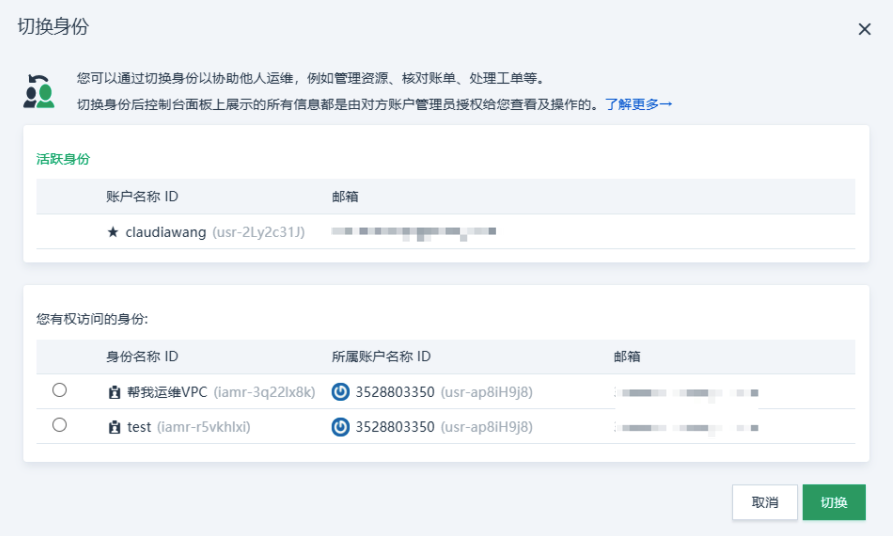 切换身份
您可以通过切换身份以协助他人运维，例如管理资源、核对账单、处理工单等。
切换身份后控制台面板上展示的所有信息都是由对方账户管理员授权给您查看及操作的。了解更多→
活跃身份
账户名称 ID 邮箱
★ claudiawang (usr-2Ly2c31J)
您有权访问的身份:
身份名称 ID 所属账户名称 ID 邮箱
帮我运维VPC (iamr-3q22lx8k) 3528803350 (usr-ap8iH9j8)
test (iamr-r5vkhlxi) 3528803350 (usr-ap8iH9j8)
取消 切换